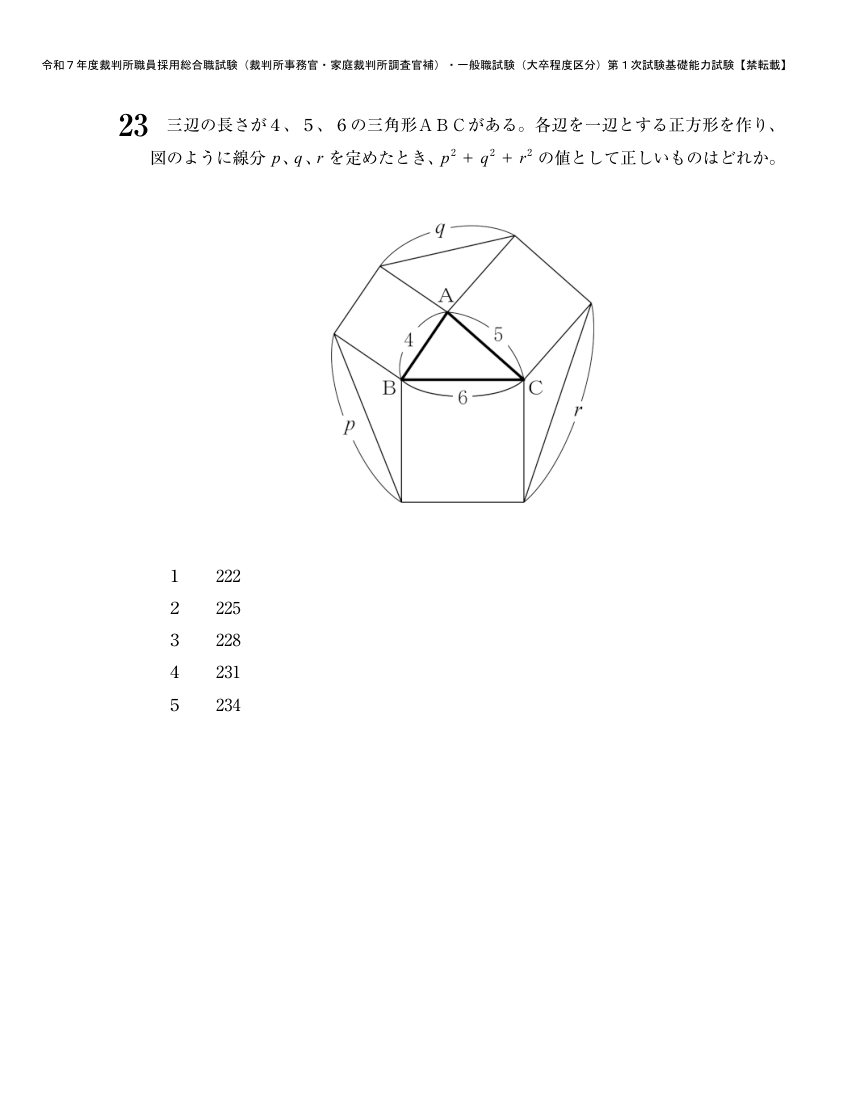 令和７年度裁判所職員採用総合職試験（裁判所事務官・家庭裁判所調査官補）・一般職試験（大卒程度区分）第１次試験基礎能力試験【禁転載】
23 三辺の長さが４、５、６の三角形ＡＢＣがある。各辺を一辺とする正方形を作り、
図のように線分 p、q、r を定めたとき、p² + q² + r² の値として正しいものはどれか。
q
A
4
5
B
C
6
p
r
1 222
2 225
3 228
4 231
5 234